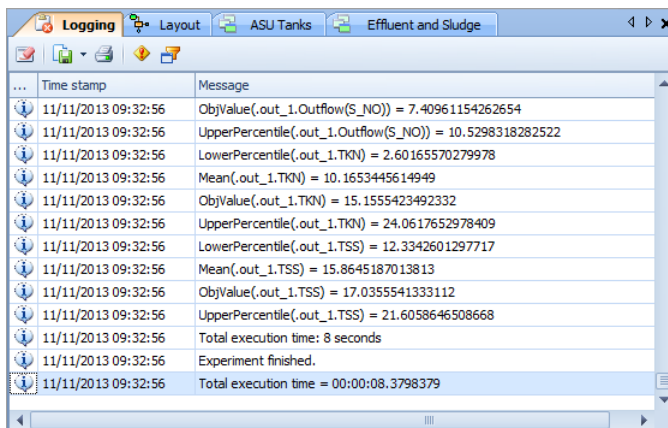 Logging Layout ASU Tanks Effluent and Sludge
... Time stamp Message
11/11/2013 09:32:56 ObjValue(.out_1.Outflow(S_NO)) = 7.40961154262654
11/11/2013 09:32:56 UpperPercentile(.out_1.Outflow(S_NO)) = 10.5298318282522
11/11/2013 09:32:56 LowerPercentile(.out_1.TKN) = 2.60165570279978
11/11/2013 09:32:56 Mean(.out_1.TKN) = 10.1653445614949
11/11/2013 09:32:56 ObjValue(.out_1.TKN) = 15.1555423492332
11/11/2013 09:32:56 UpperPercentile(.out_1.TKN) = 24.0617652978409
11/11/2013 09:32:56 LowerPercentile(.out_1.TSS) = 12.3342601297717
11/11/2013 09:32:56 Mean(.out_1.TSS) = 15.8645187013813
11/11/2013 09:32:56 ObjValue(.out_1.TSS) = 17.0355541333112
11/11/2013 09:32:56 UpperPercentile(.out_1.TSS) = 21.6058646508668
11/11/2013 09:32:56 Total execution time: 8 seconds
11/11/2013 09:32:56 Experiment finished.
11/11/2013 09:32:56 Total execution time = 00:00:08.3798379